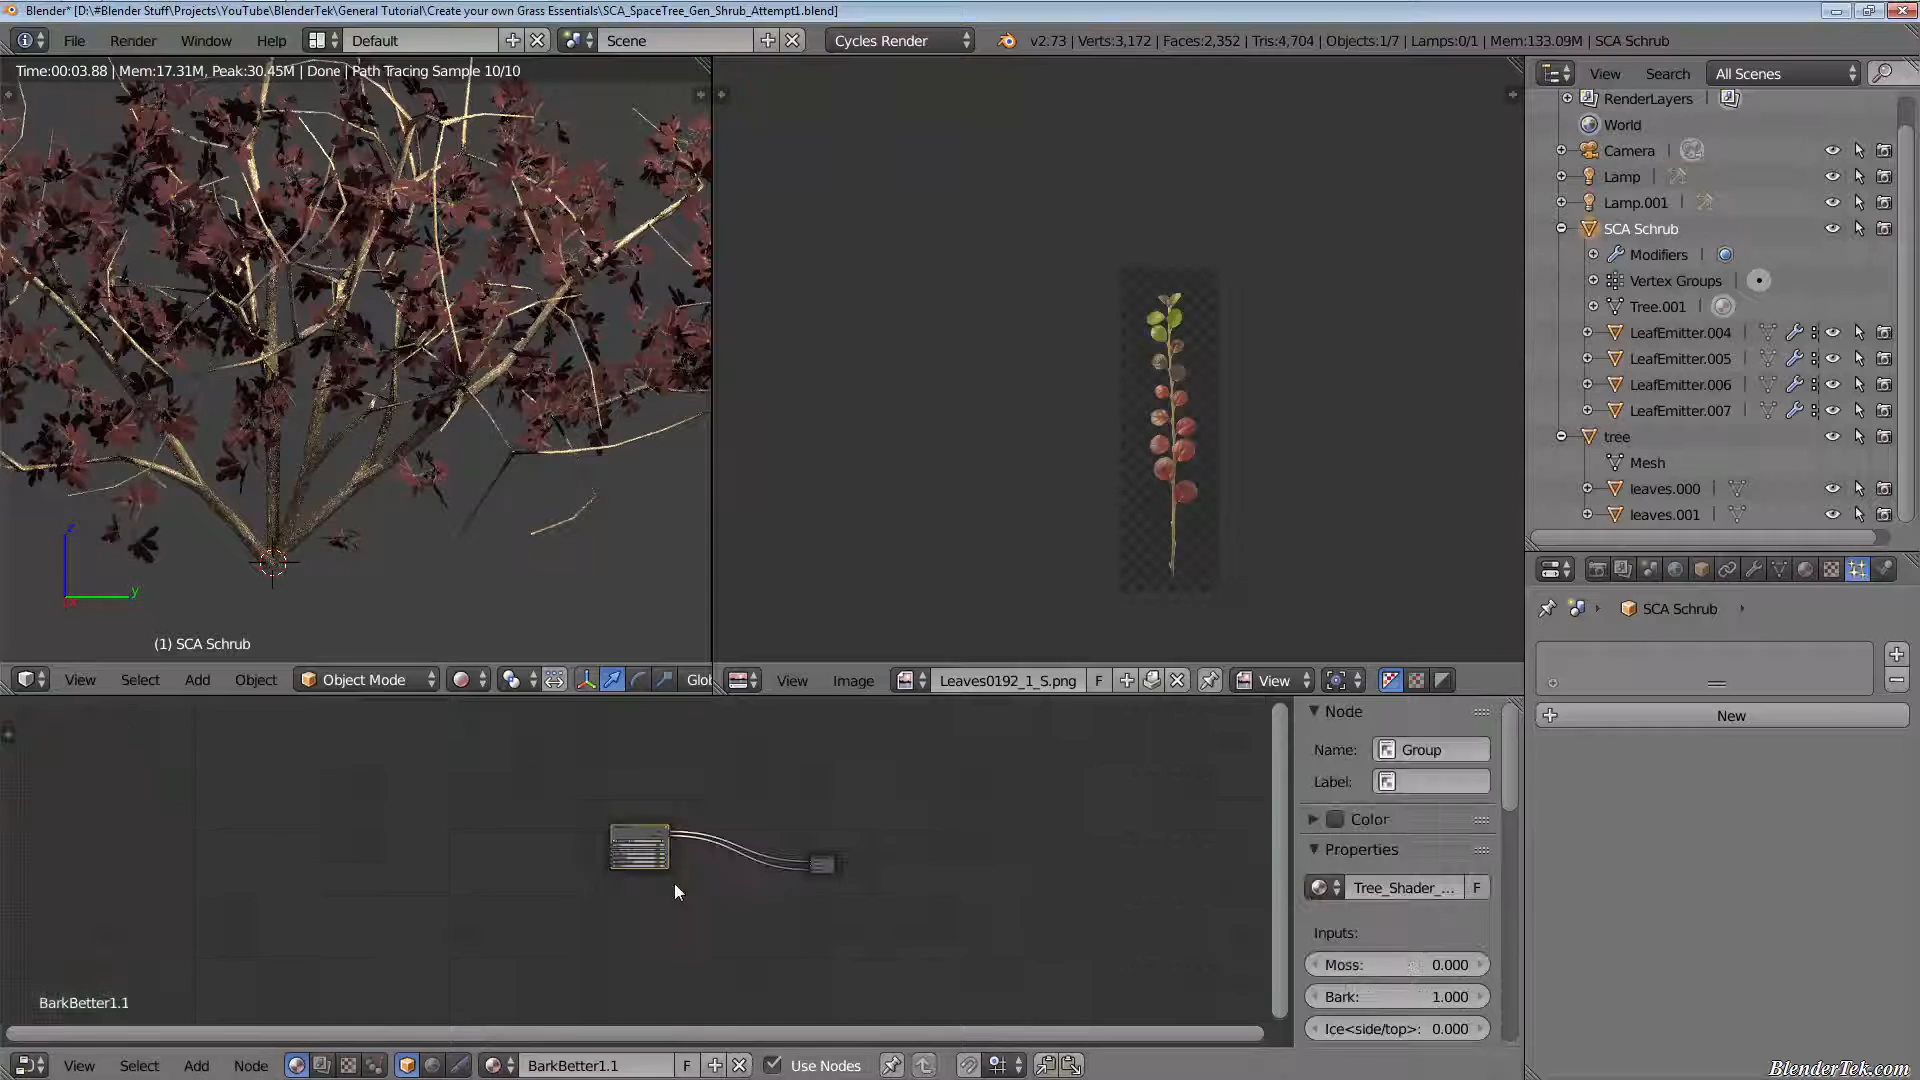 Blender* [D:\#Blender Stuff\Projects\YouTube\BlenderTek\General Tutorial\Create your own Grass Essentials\SCA_SpaceTree_Gen_Shrub_Attempt1.blend]
File Render Window Help Default Scene Cycles Render v2.73 | Verts:3,172 | Faces:2,352 | Tris:4,704 | Objects:1/7 | Lamps:0/1 | Mem:133.09M | SCA Schrub
Time:00:03.88 | Mem:17.31M, Peak:30.45M | Done | Path Tracing Sample 10/10
View Search All Scenes
RenderLayers
World
Camera
Lamp
Lamp.001
SCA Schrub
Modifiers
Vertex Groups
Tree.001
LeafEmitter.004
LeafEmitter.005
LeafEmitter.006
LeafEmitter.007
tree
Mesh
leaves.000
leaves.001
z
y
x
(1) SCA Schrub
View Select Add Object Object Mode Glob
View Image Leaves0192_1_S.png F View
SCA Schrub
New
Node
Name: Group
Label:
Color
Properties
Tree_Shader_... F
Inputs:
Moss: 0.000
Bark: 1.000
Ice<side/top>: 0.000
BarkBetter1.1
View Select Add Node BarkBetter1.1 F Use Nodes
BlenderTek.com